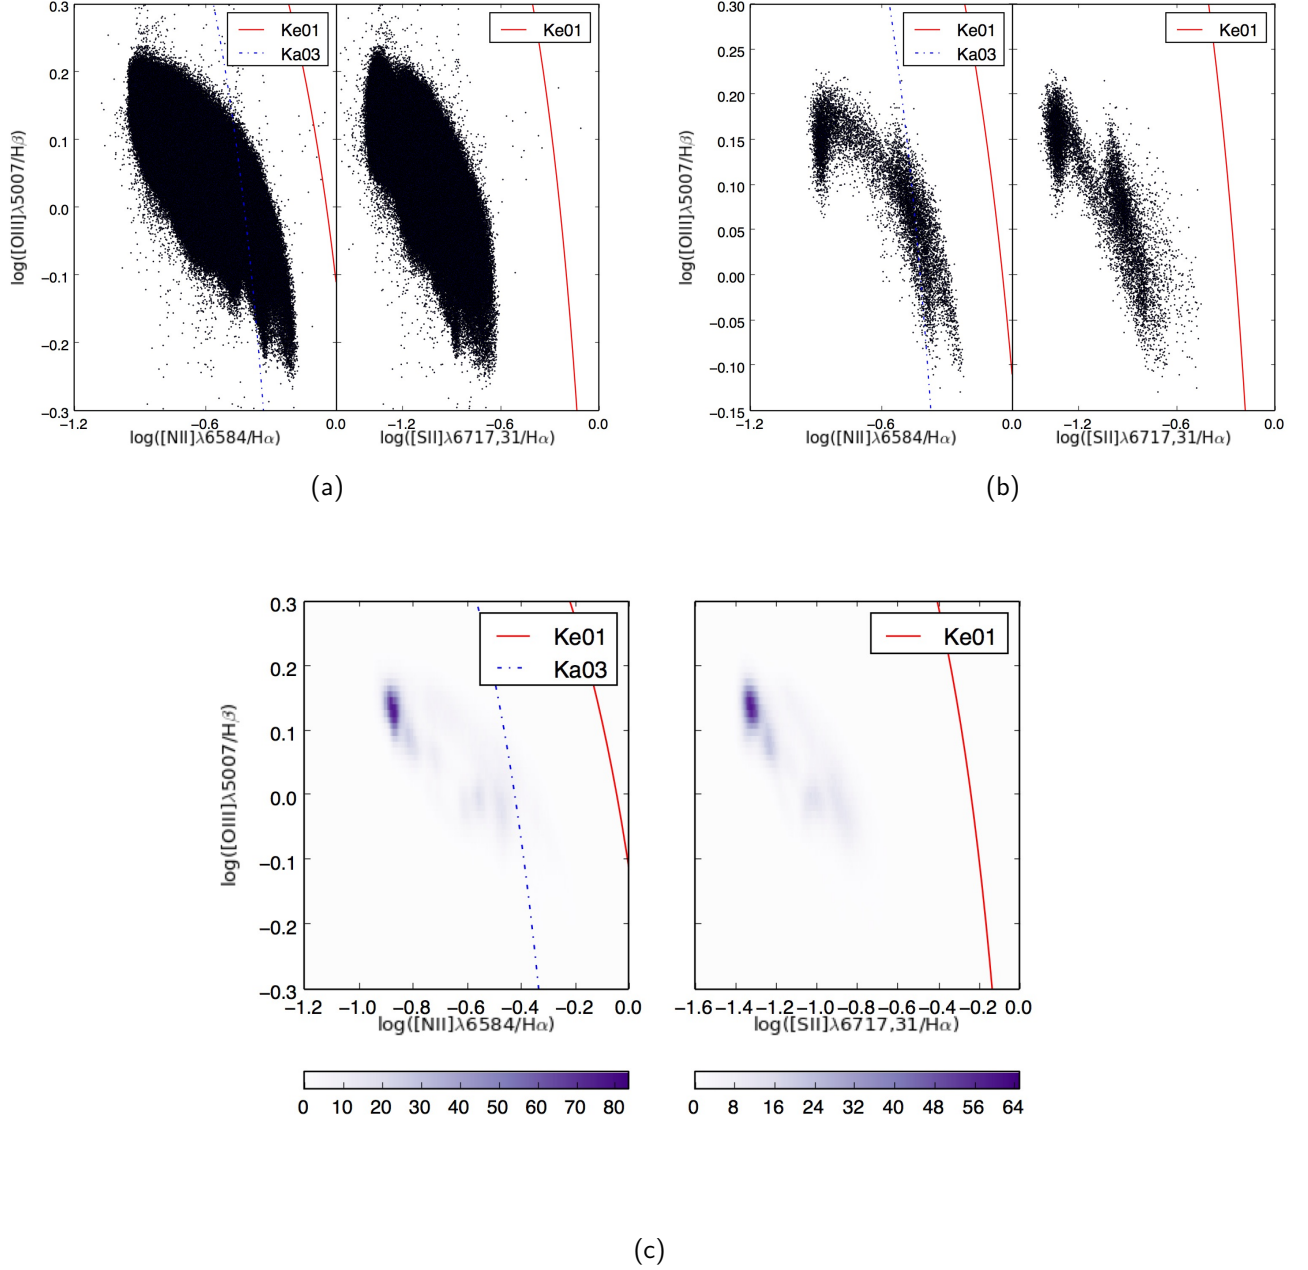 Ke01
Ka03
Ke01
log([OIII]λ5007/Hβ)
0.3
0.2
0.1
0.0
−0.1
−0.2
−0.3
−1.2
−0.6
0.0
−1.2
−0.6
0.0
log([NII]λ6584/Hα)
log([SII]λ6717,31/Hα)
(a)
Ke01
Ka03
Ke01
log([OIII]λ5007/Hβ)
0.30
0.25
0.20
0.15
0.10
0.05
0.00
−0.05
−0.10
−0.15
−1.2
−0.6
0.0
−1.2
−0.6
0.0
log([NII]λ6584/Hα)
log([SII]λ6717,31/Hα)
(b)
Ke01
Ka03
Ke01
log([OIII]λ5007/Hβ)
0.3
0.2
0.1
0.0
−0.1
−0.2
−0.3
−1.2 −1.0 −0.8 −0.6 −0.4 −0.2 0.0
log([NII]λ6584/Hα)
−1.6 −1.4 −1.2 −1.0 −0.8 −0.6 −0.4 −0.2 0.0
log([SII]λ6717,31/Hα)
0 10 20 30 40 50 60 70 80
0 8 16 24 32 40 48 56 64
(c)